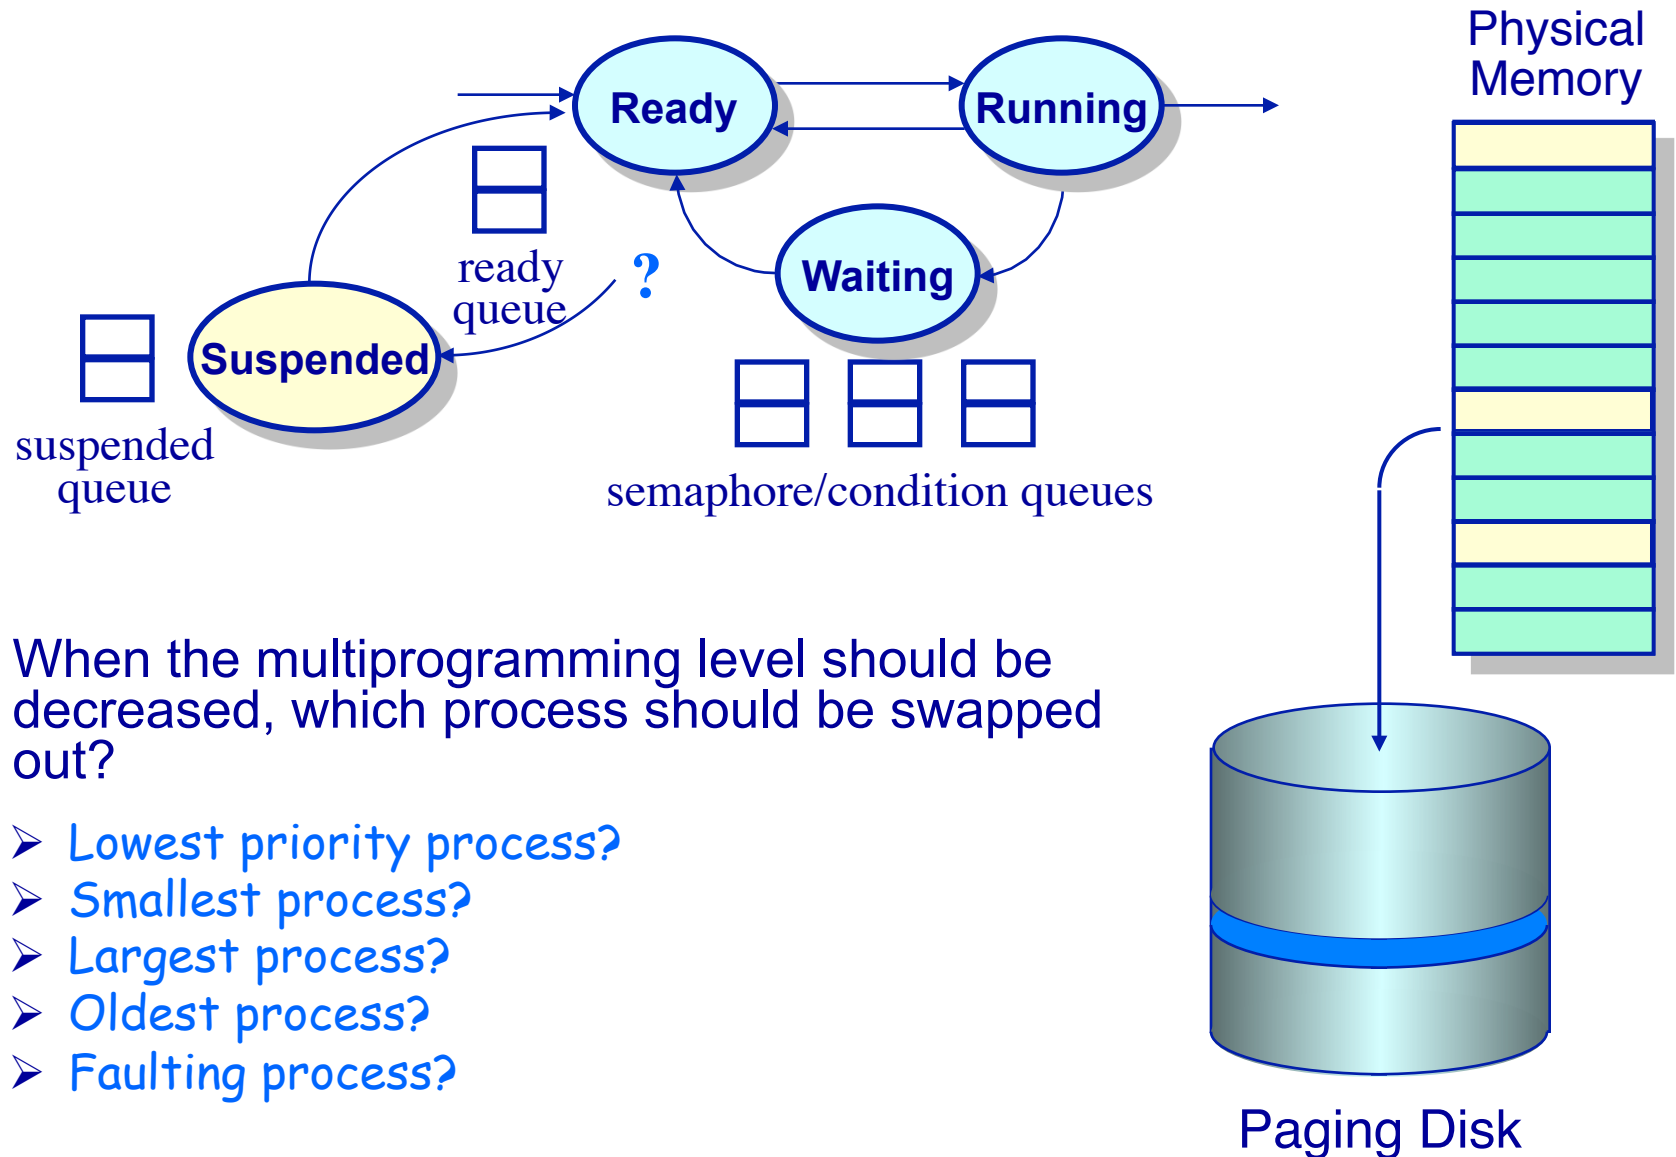 Physical
Memory
Ready
Running
Waiting
Suspended
ready
queue
?
suspended
queue
semaphore/condition queues
When the multiprogramming level should be
decreased, which process should be swapped
out?
➢ Lowest priority process?
➢ Smallest process?
➢ Largest process?
➢ Oldest process?
➢ Faulting process?
Paging Disk